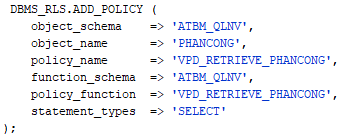 DBMS_RLS.ADD_POLICY (
object_schema => 'ATBM_QLNV',
object_name => 'PHANCONG',
policy_name => 'VPD_RETRIEVE_PHANCONG',
function_schema => 'ATBM_QLNV',
policy_function => 'VPD_RETRIEVE_PHANCONG',
statement_types => 'SELECT'
);